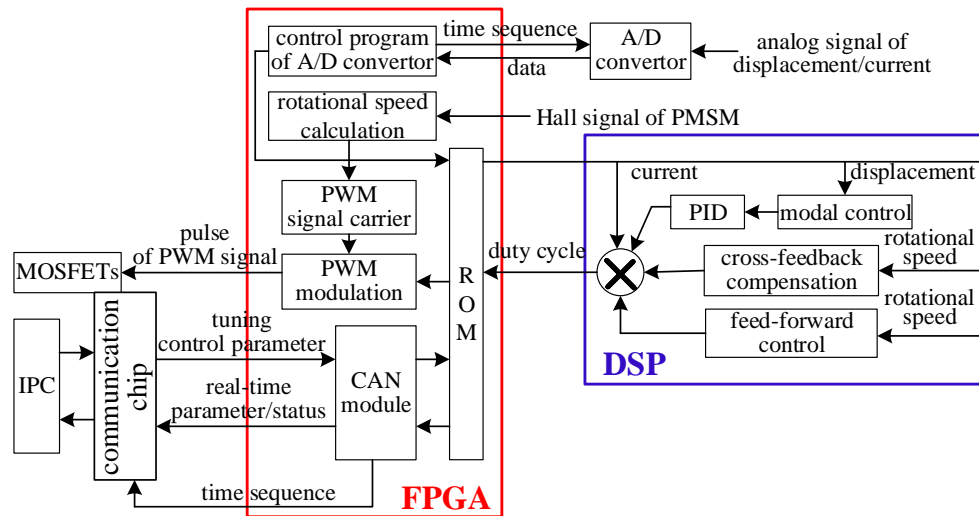 control program
of A/D convertor
time sequence
data
A/D
convertor
analog signal of
displacement/current
rotational speed
calculation
Hall signal of PMSM
PWM
signal carrier
current
displacement
PID
modal control
pulse
of PWM signal
MOSFETs
PWM
modulation
R
O
M
duty cycle
cross-feedback
compensation
rotational
speed
feed-forward
control
rotational
speed
DSP
IPC
communication
chip
tuning
control parameter
real-time
parameter/status
CAN
module
time sequence
FPGA